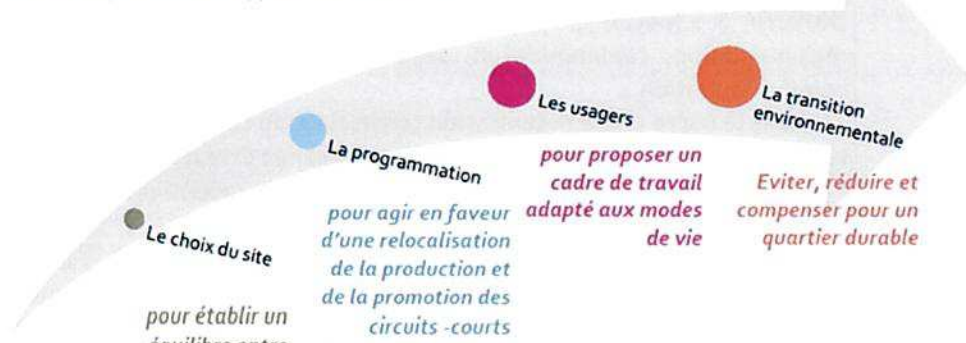 Le choix du site
pour établir un
équilibre entre
La programmation
pour agir en faveur
d'une relocalisation
de la production et
de la promotion des
circuits -courts
Les usagers
pour proposer un
cadre de travail
adapté aux modes
de vie
La transition
environnementale
Eviter, réduire et
compenser pour un
quartier durable